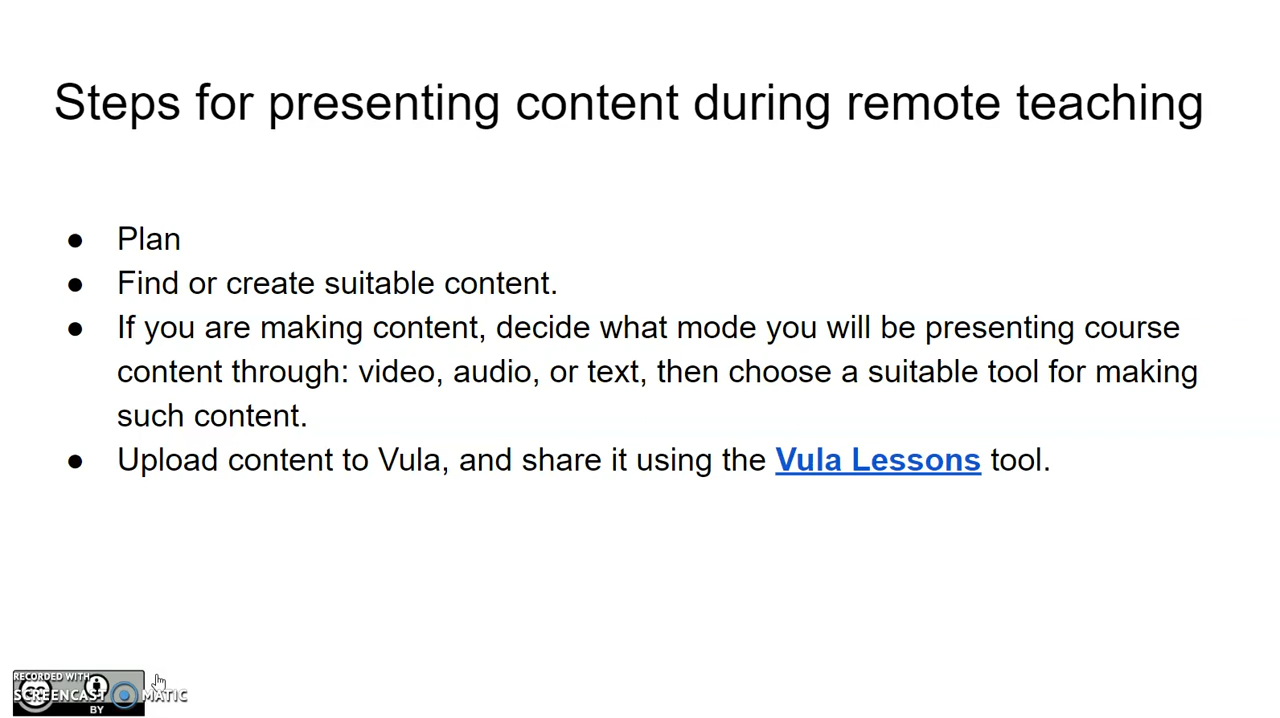 Steps for presenting content during remote teaching
● Plan
● Find or create suitable content.
● If you are making content, decide what mode you will be presenting course
content through: video, audio, or text, then choose a suitable tool for making
such content.
● Upload content to Vula, and share it using the Vula Lessons tool.
RECORDED WITH
SCREENCAST MATIC
BY